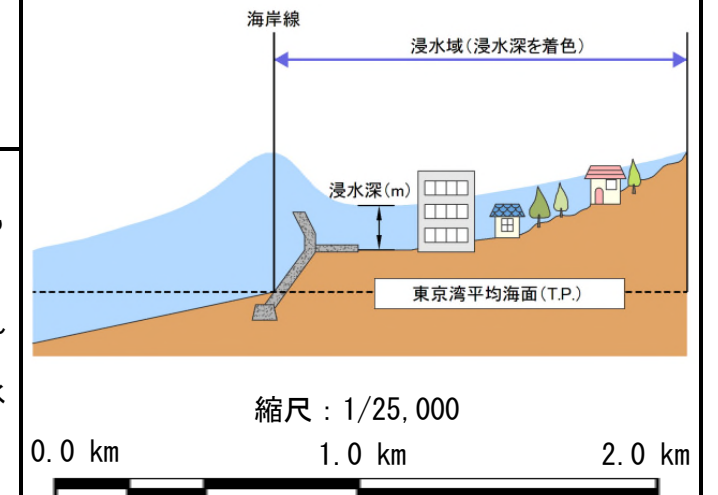 海岸線
浸水域(浸水深を着色)
浸水深(m)
東京湾平均海面(T.P.)
縮尺：1/25,000
0.0 km 1.0 km 2.0 km